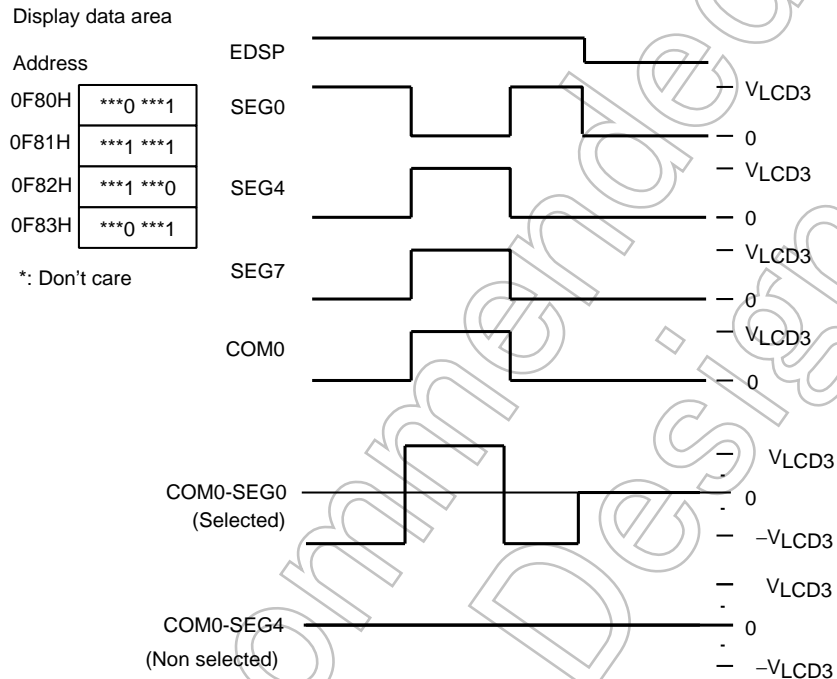 Display data area
Address
0F80H ***0 ***1
0F81H ***1 ***1
0F82H ***1 ***0
0F83H ***0 ***1
*: Don't care
EDSP
SEG0
VLCD3
0
SEG4
VLCD3
0
SEG7
VLCD3
0
COM0
VLCD3
0
COM0-SEG0
(Selected)
VLCD3
0
−VLCD3
COM0-SEG4
(Non selected)
VLCD3
0
−VLCD3